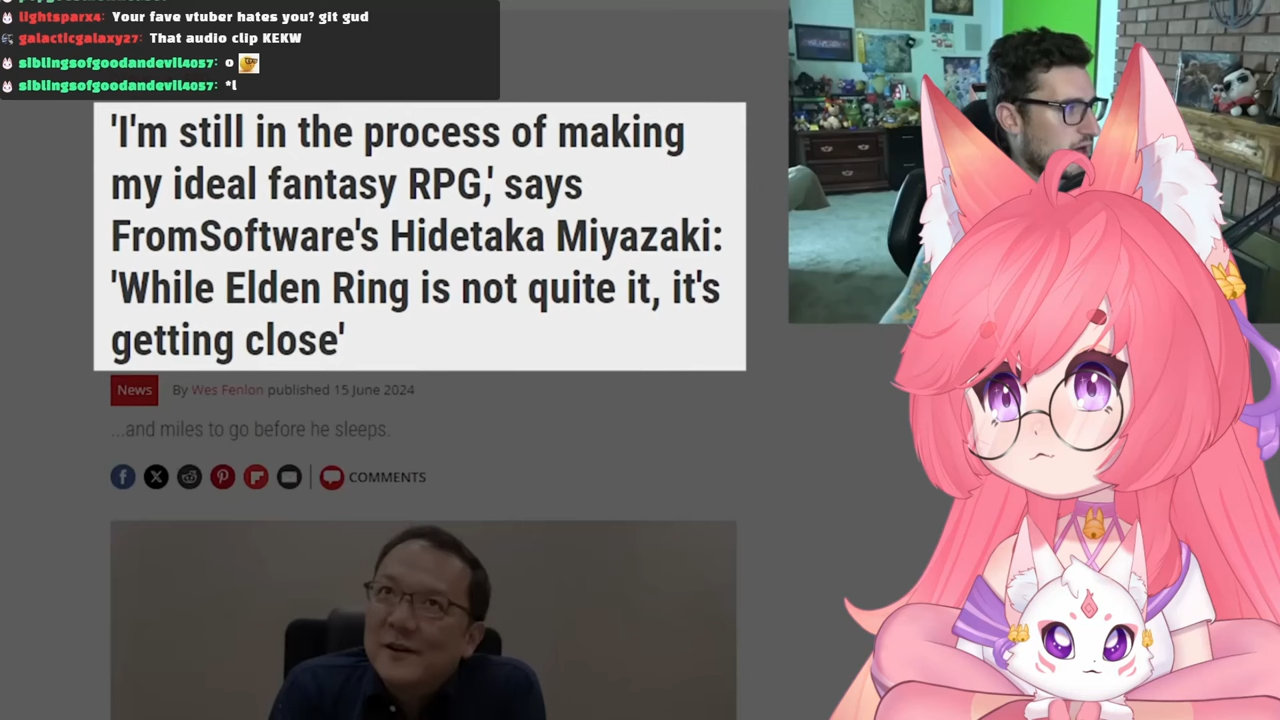 lightsparx4: Your fave vtuber hates you? git gud
galacticgalaxy27: That audio clip KEKW
siblingsofgoodandevil4057: o
siblingsofgoodandevil4057: *l
'I'm still in the process of making
my ideal fantasy RPG,' says
FromSoftware's Hidetaka Miyazaki:
'While Elden Ring is not quite it, it's
getting close'
News By Wes Fenlon published 15 June 2024
...and miles to go before he sleeps.
COMMENTS